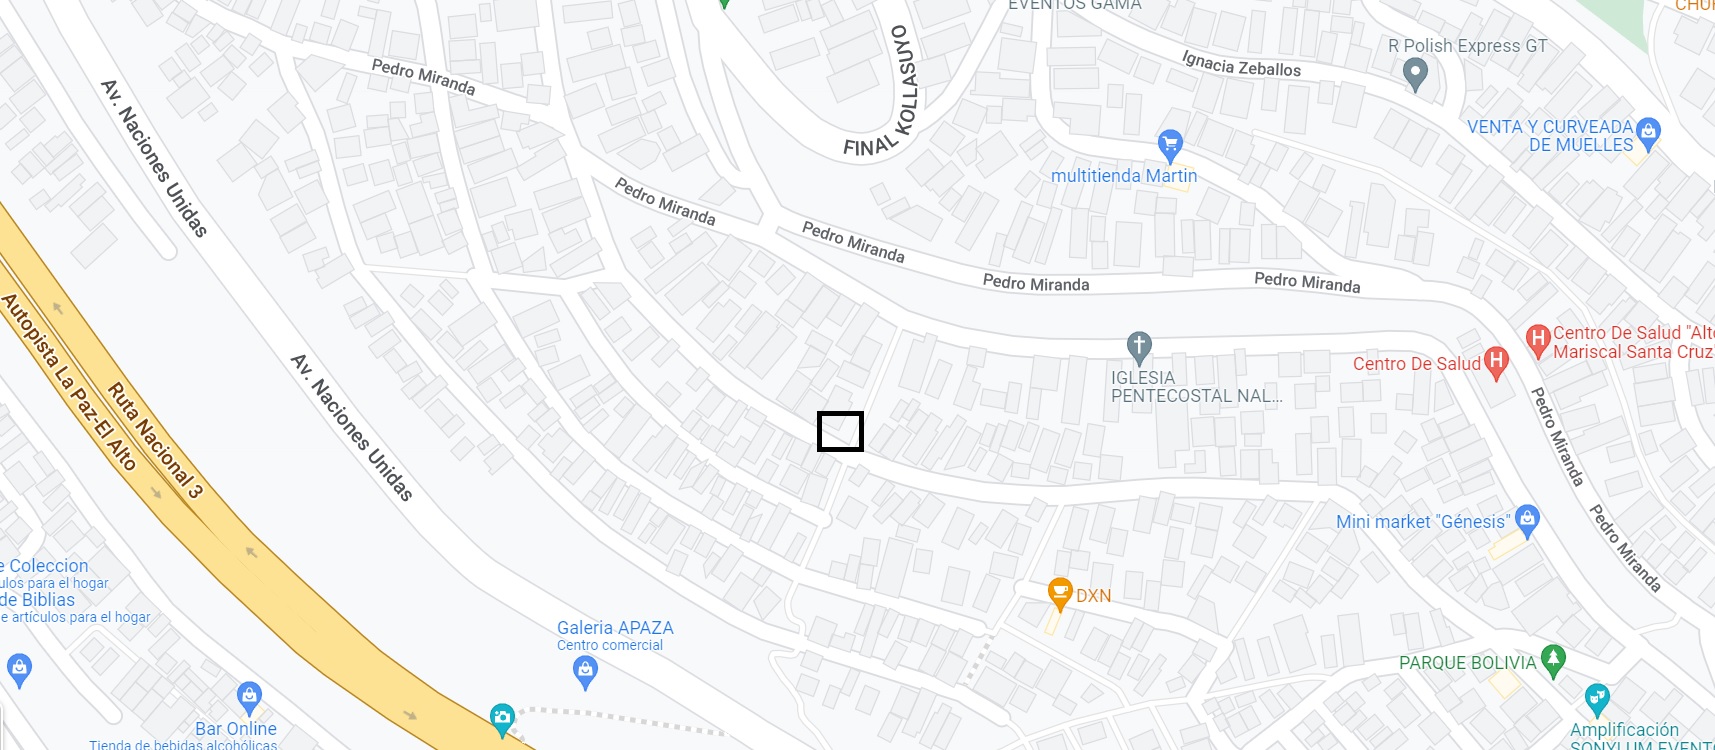 EVENTOS GAMA
R Polish Express GT
Ignacia Zeballos
Pedro Miranda
FINAL KOLLASUYO
VENTA Y CURVEADA
DE MUELLES
Av. Naciones Unidas
multitienda Martin
Pedro Miranda
Pedro Miranda
Pedro Miranda
Pedro Miranda
Centro De Salud "Alto
Mariscal Santa Cruz"
Centro De Salud
IGLESIA
PENTECOSTAL NAL...
Autopista La Paz-El Alto
Ruta Nacional 3
Av. Naciones Unidas
Pedro Miranda
Mini market "Génesis"
Pedro Miranda
e Coleccion
ulos para el hogar
de Biblias
e artículos para el hogar
DXN
Galeria APAZA
Centro comercial
PARQUE BOLIVIA
Bar Online
Tienda de bebidas alcohólicas
Amplificación